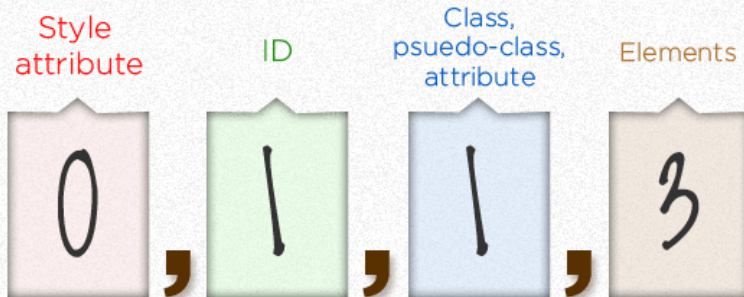 Style
attribute
ID
Class,
psuedo-class,
attribute
Elements
0 , 1 , 1 , 3